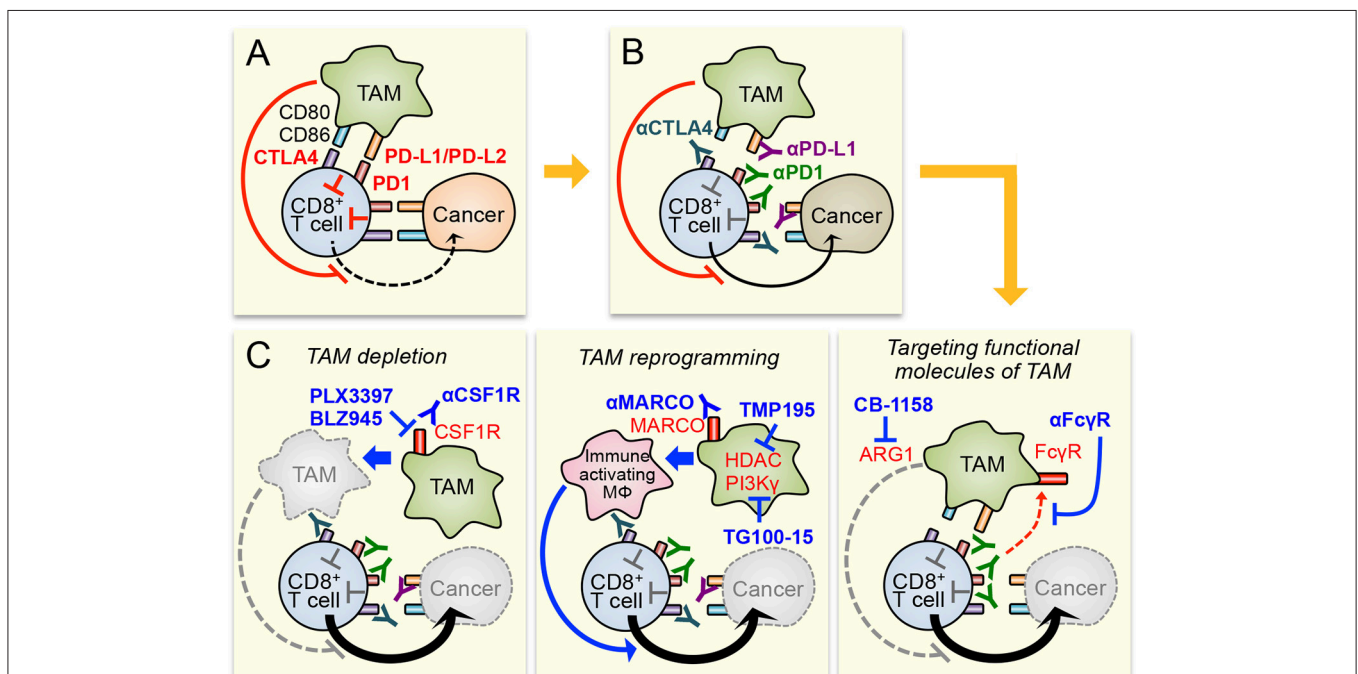 A
TAM
CD80
CD86
CTLA4
PD-L1/PD-L2
PD1
CD8+
T cell
Cancer
B
TAM
αCTLA4
αPD-L1
αPD1
CD8+
T cell
Cancer
C
TAM depletion
PLX3397
BLZ945
αCSF1R
CSF1R
TAM
TAM
CD8+
T cell
Cancer
TAM reprogramming
αMARCO
MARCO
TMP195
Immune
activating
MΦ
HDAC
PI3Kγ
TG100-15
CD8+
T cell
Cancer
Targeting functional
molecules of TAM
CB-1158
ARG1
TAM
αFcγR
FcγR
CD8+
T cell
Cancer